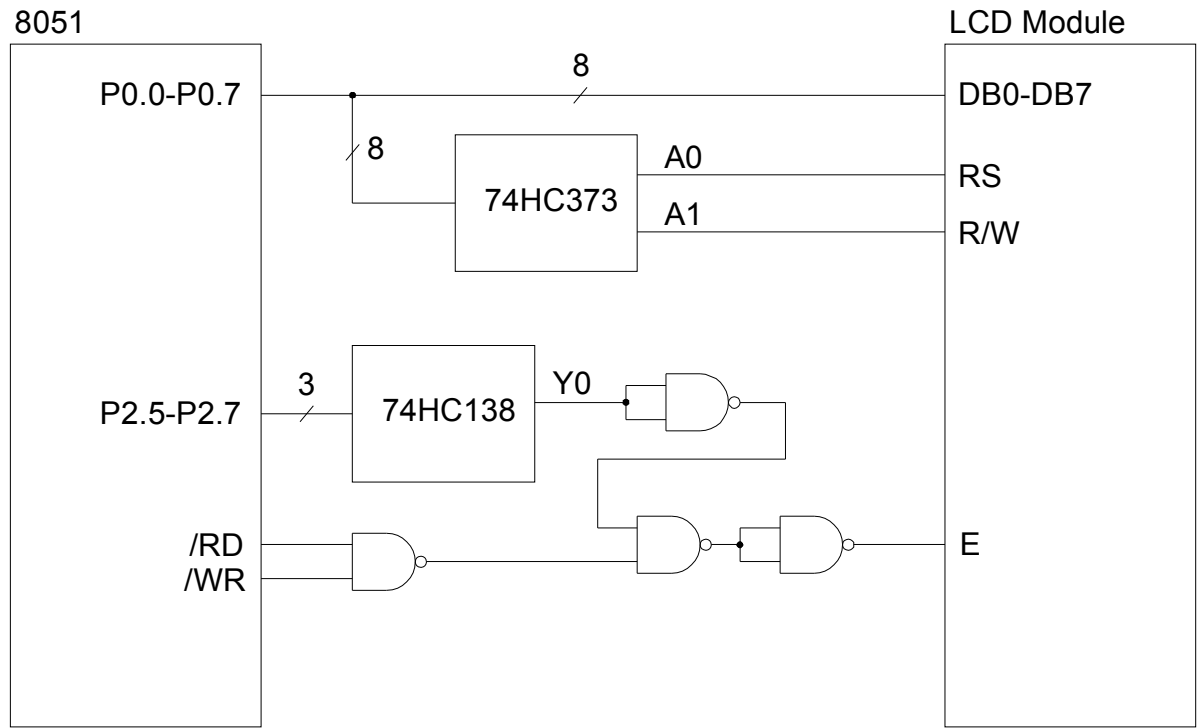 8051 LCD Module
P0.0-P0.7 8 DB0-DB7
8 A0 RS
74HC373
A1 R/W
3 Y0
P2.5-P2.7 74HC138
/RD E
/WR